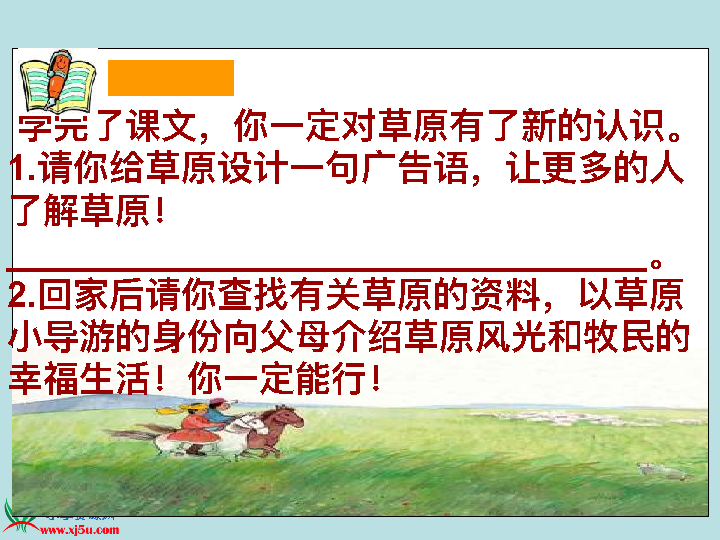 学完了课文，你一定对草原有了新的认识。
1.请你给草原设计一句广告语，让更多的人
了解草原！
。
2.回家后请你查找有关草原的资料，以草原
小导游的身份向父母介绍草原风光和牧民的
幸福生活！你一定能行！
www.xj5u.com